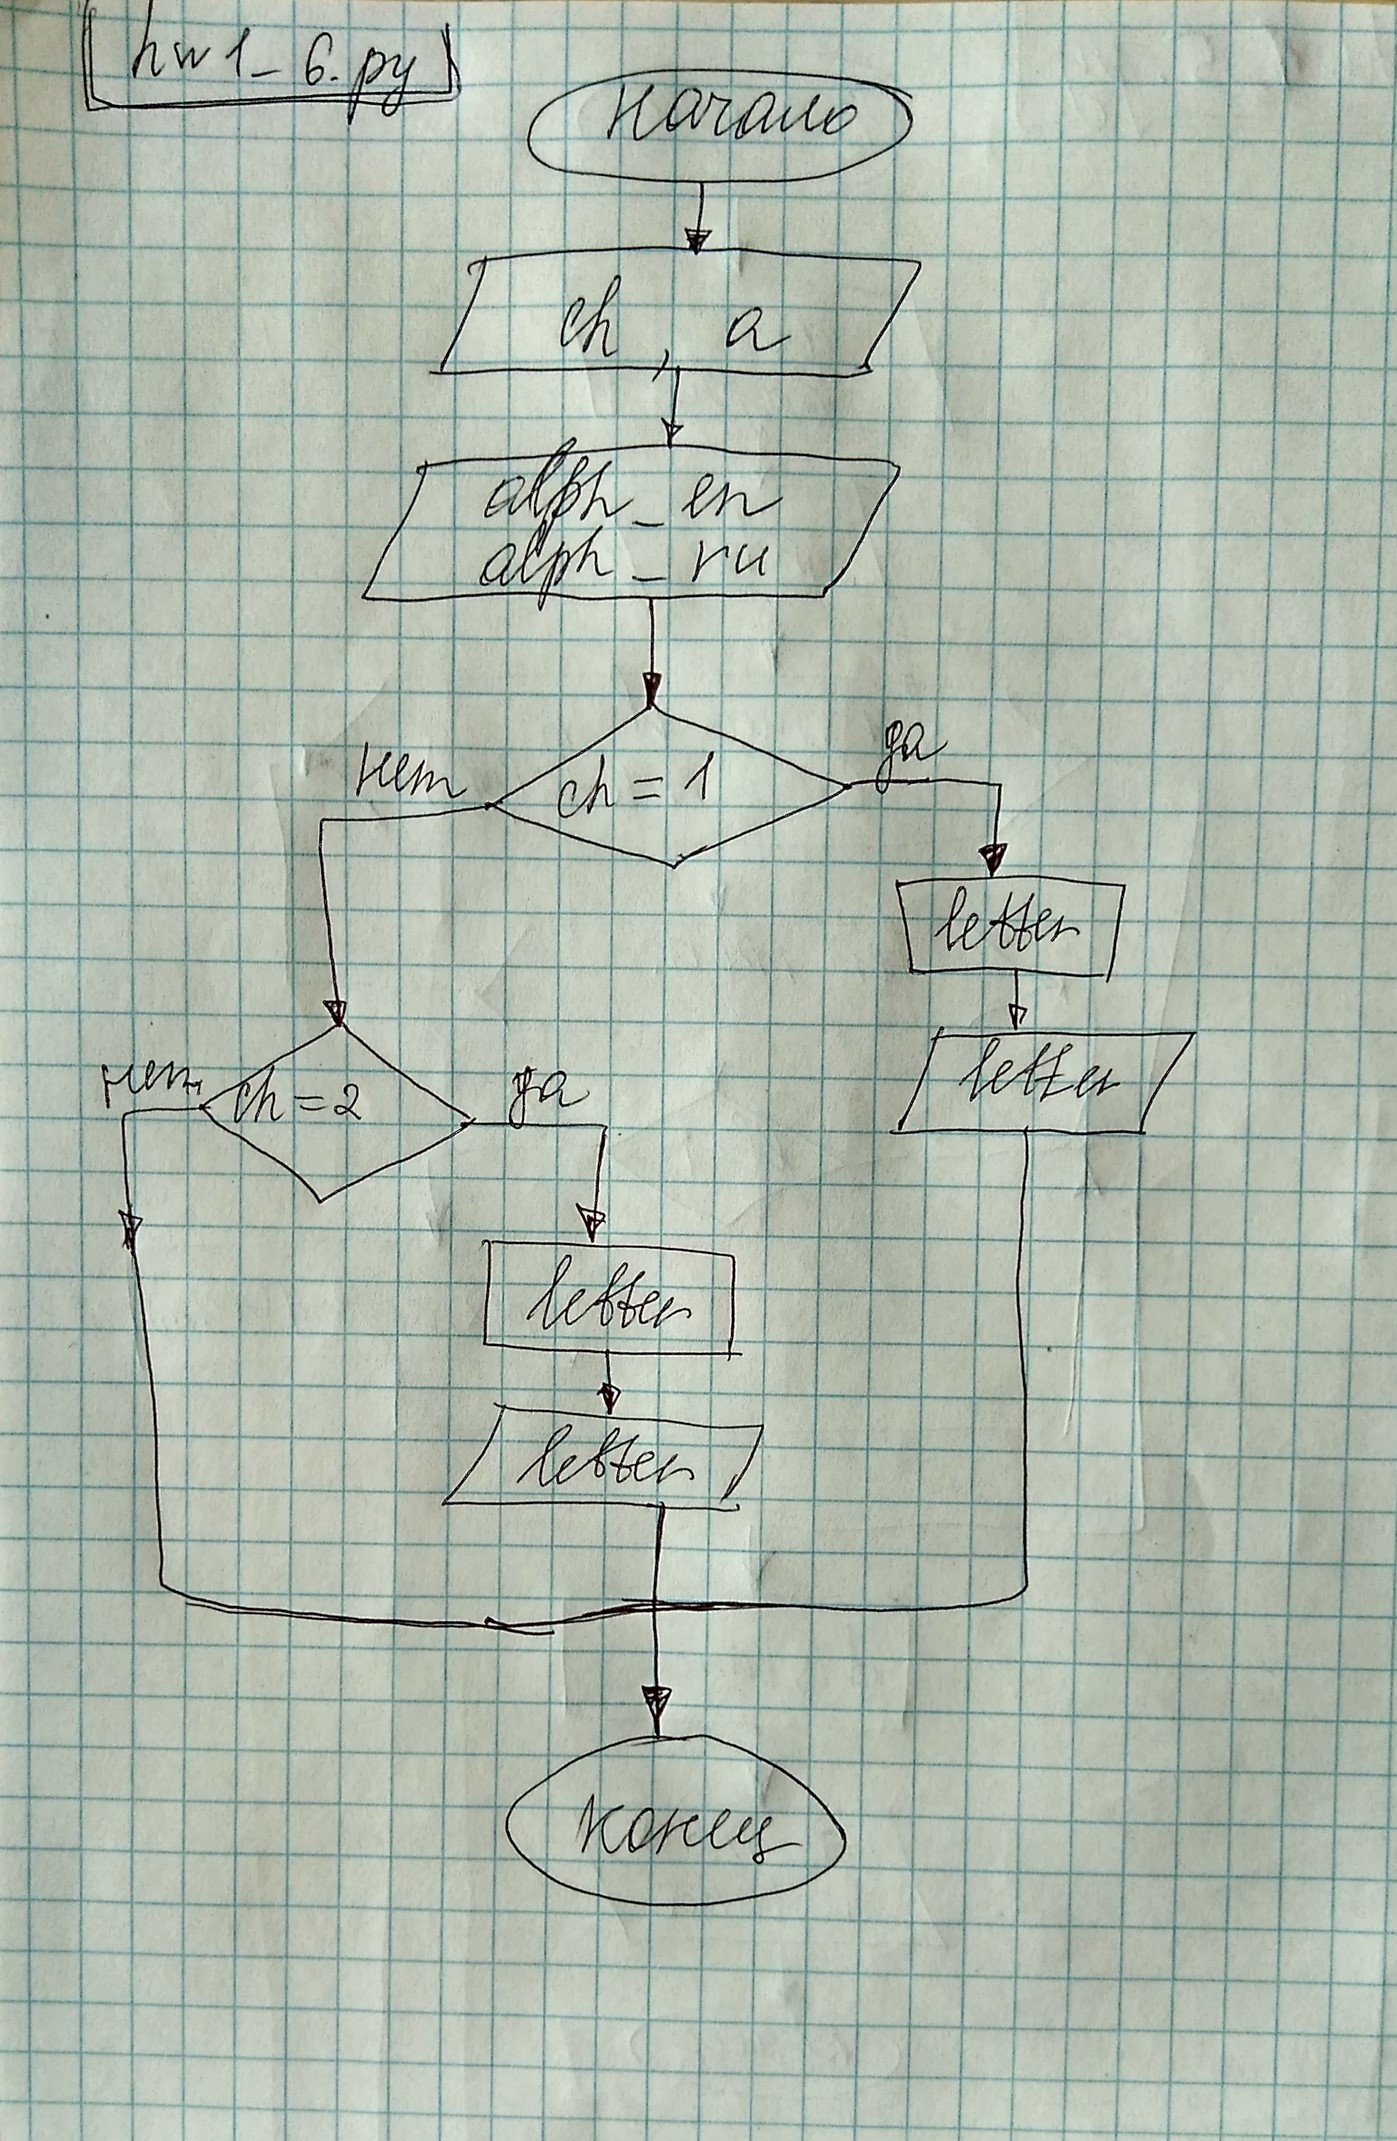 hw1_6.py
начало
ch, a
alph_en
alph_ru
ch = 1
нет
да
letter
letter
ch = 2
нет
да
letter
letter
конец